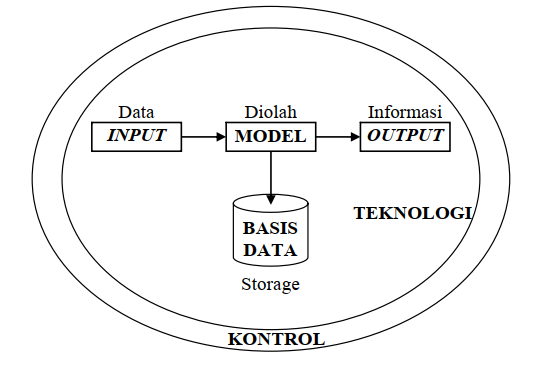 Data
Diolah
Informasi
INPUT
MODEL
OUTPUT
TEKNOLOGI
BASIS
DATA
Storage
KONTROL